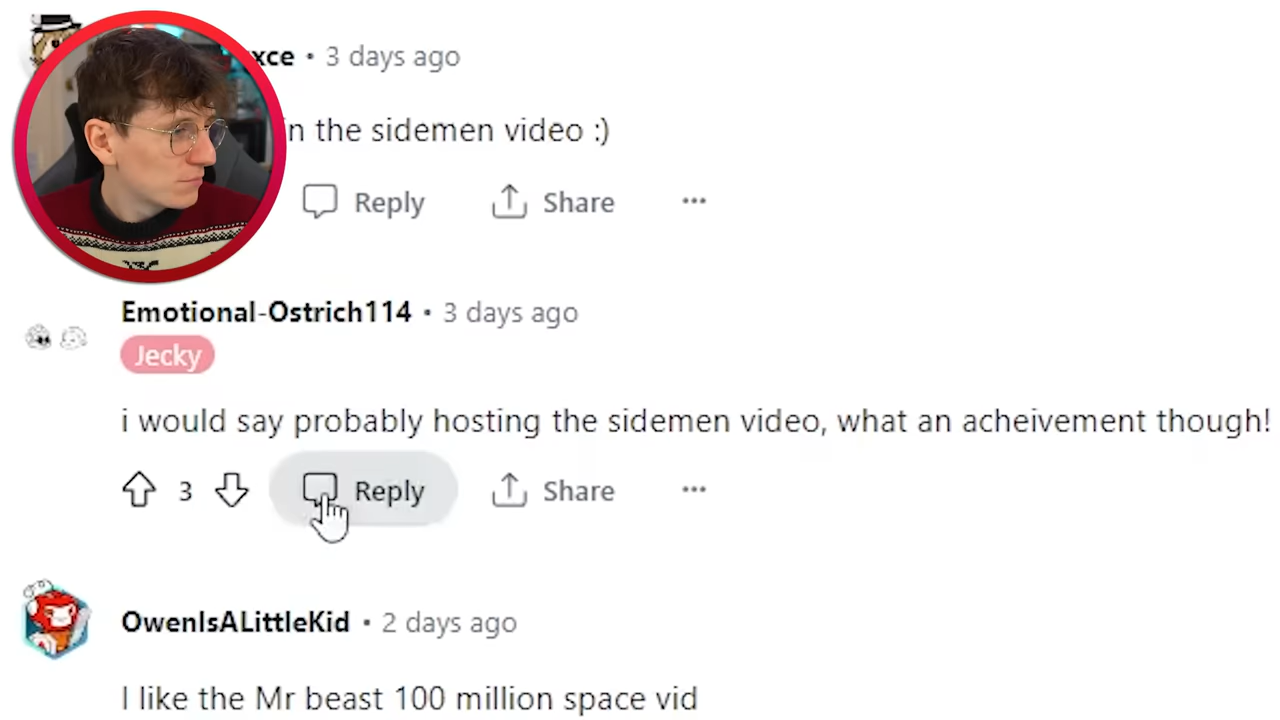 xce • 3 days ago
in the sidemen video :)
Reply Share ...
Emotional-Ostrich114 • 3 days ago
Jecky
i would say probably hosting the sidemen video, what an acheivement though!
3 Reply Share ...
OwenIsALittleKid • 2 days ago
I like the Mr beast 100 million space vid